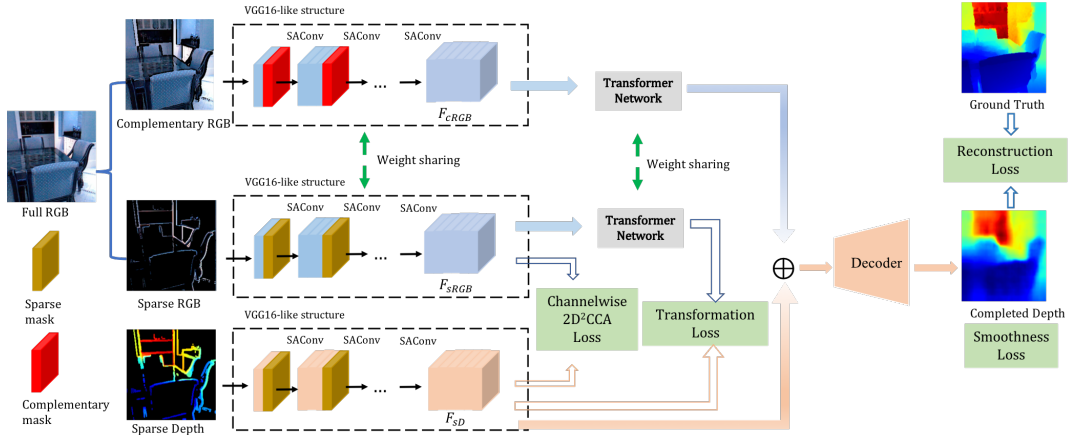 VGG16-like structure
SAConv SAConv SAConv
...
F_cRGB
Complementary RGB
Full RGB
Transformer
Network
Weight sharing
Weight sharing
Ground Truth
Reconstruction
Loss
VGG16-like structure
SAConv SAConv SAConv
...
F_sRGB
Sparse RGB
Transformer
Network
Sparse
mask
Channelwise
2D²CCA
Loss
Transformation
Loss
⊕
Decoder
Completed Depth
Smoothness
Loss
VGG16-like structure
SAConv SAConv SAConv
...
F_sD
Complementary
mask
Sparse Depth